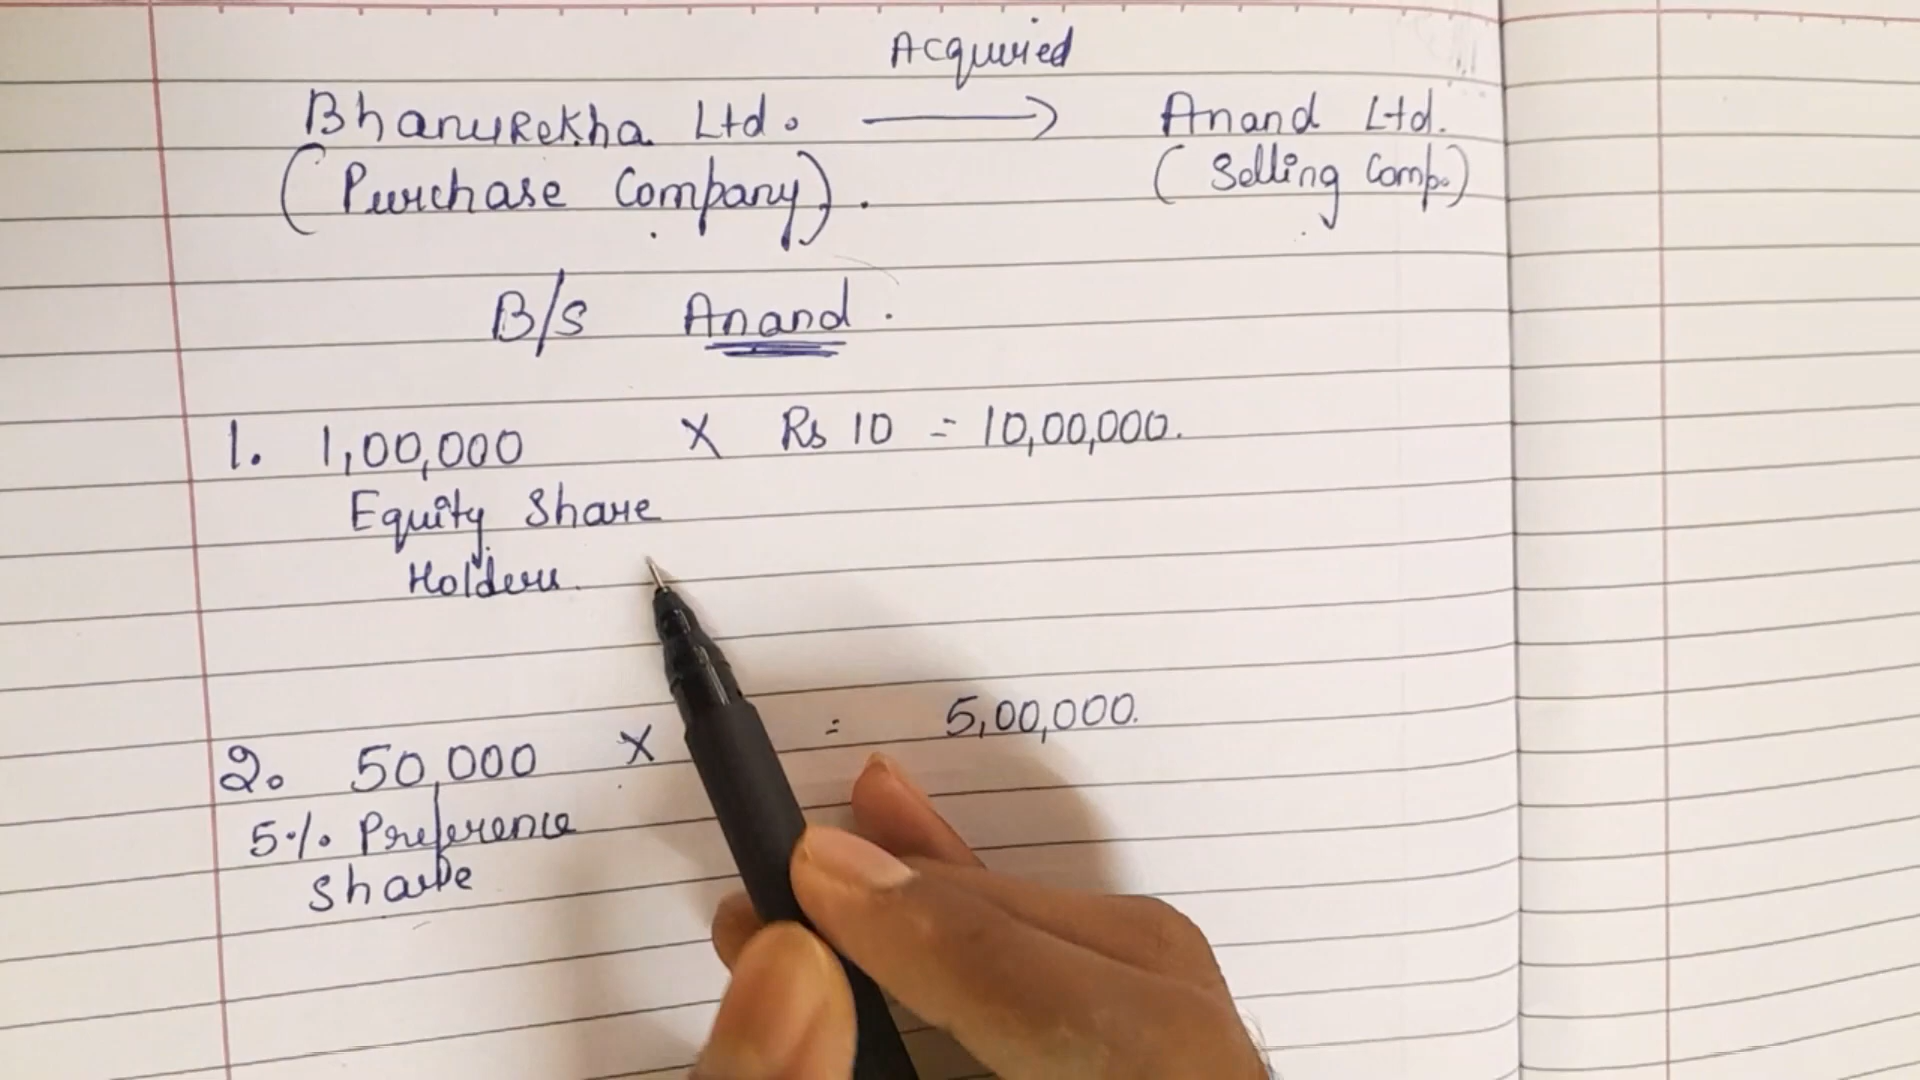 Acquried
Bhanurekha Ltd. → Anand Ltd.
(Purchase Company). (Selling Comp.)
B/S Anand.
1. 1,00,000 X Rs 10 = 10,00,000.
Equity Share
Holders.
2. 50,000 X = 5,00,000.
5% Preference
Share